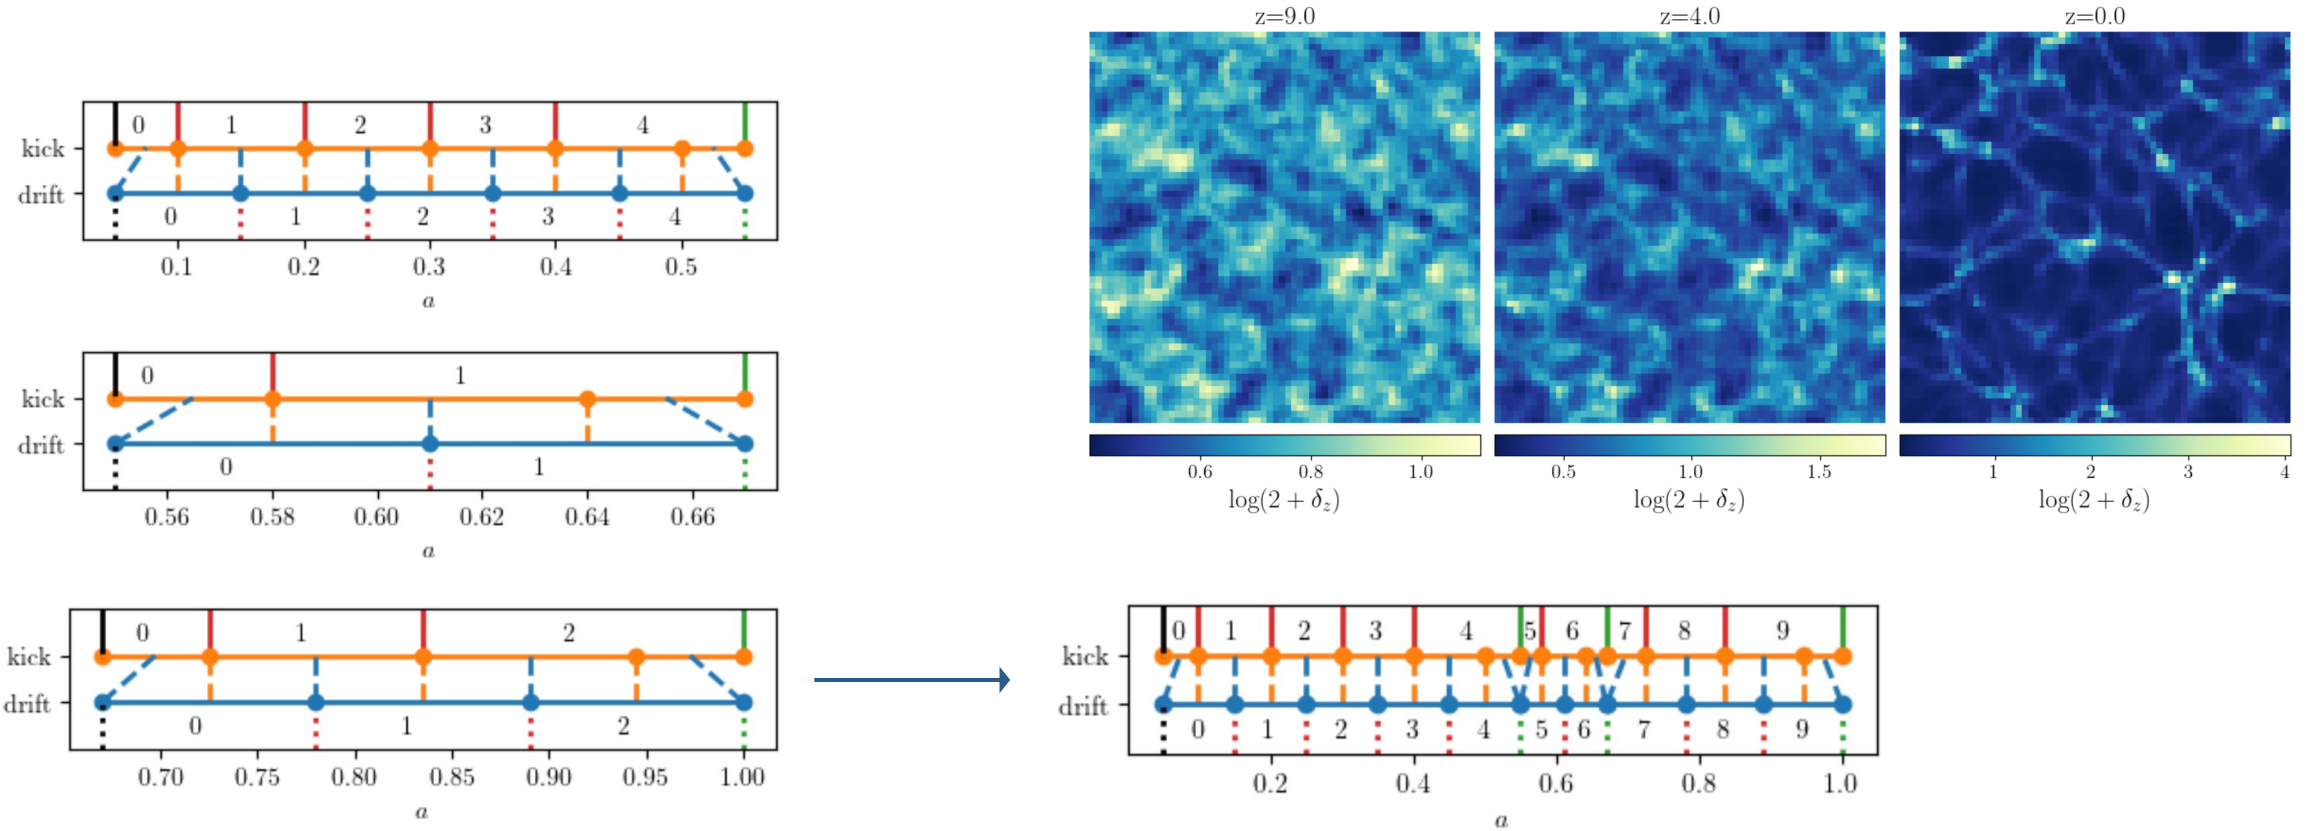 0 1 2 3 4
kick
drift
0 1 2 3 4
0.1 0.2 0.3 0.4 0.5
a
0 1
kick
drift
0 1
0.56 0.58 0.60 0.62 0.64 0.66
a
0 1 2
kick
drift
0 1 2
0.70 0.75 0.80 0.85 0.90 0.95 1.00
a
z=9.0 z=4.0 z=0.0
0.6 0.8 1.0 0.5 1.0 1.5 1 2 3 4
log(2 + δ_z) log(2 + δ_z) log(2 + δ_z)
0 1 2 3 4 5 6 7 8 9
kick
drift
0 1 2 3 4 5 6 7 8 9
0.2 0.4 0.6 0.8 1.0
a